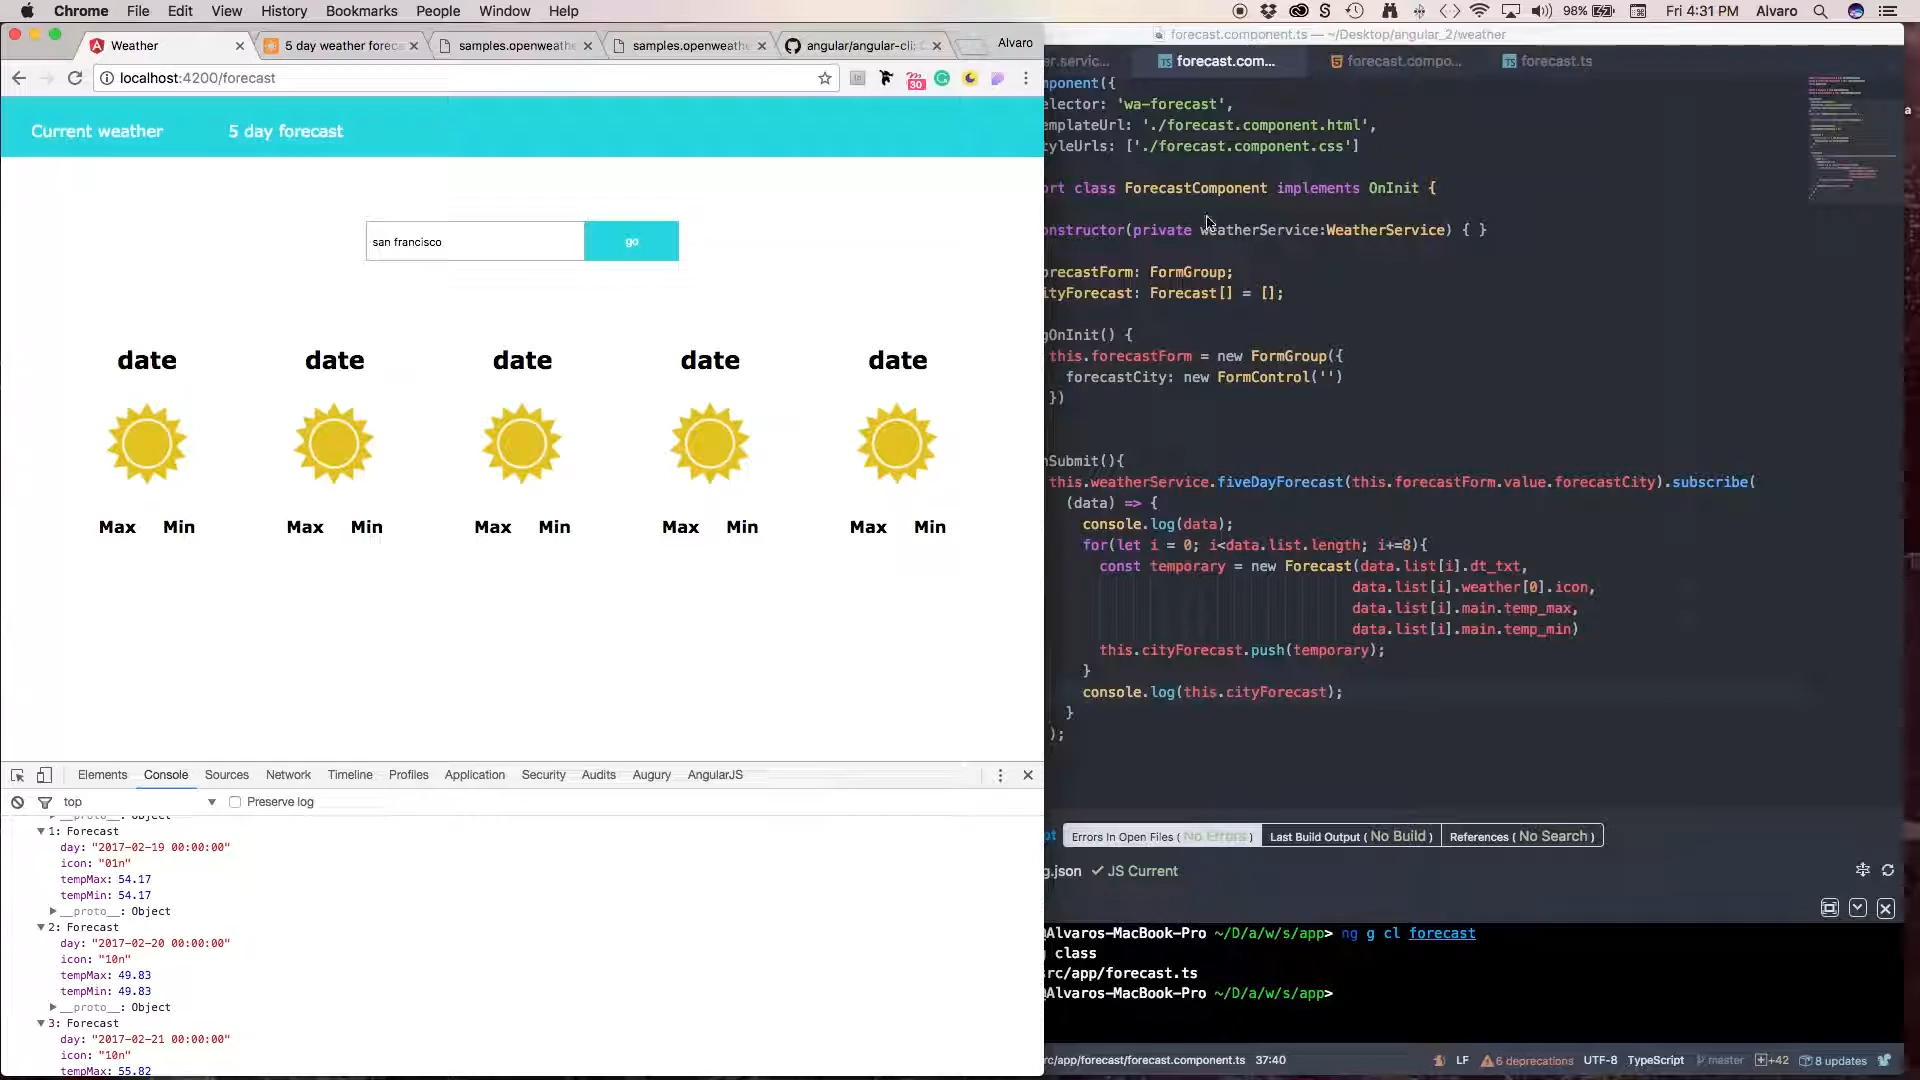 Chrome File Edit View History Bookmarks People Window Help 98% Fri 4:31 PM Alvaro
Weather 5 day weather foreca samples.openweathe samples.openweathe angular/angular-cli: Alvaro
localhost:4200/forecast
30
Current weather 5 day forecast
san francisco go
date date date date date
Max Min Max Min Max Min Max Min Max Min
Elements Console Sources Network Timeline Profiles Application Security Audits Augury AngularJS
top Preserve log
__proto__: Object
1: Forecast
day: "2017-02-19 00:00:00"
icon: "01n"
tempMax: 54.17
tempMin: 54.17
__proto__: Object
2: Forecast
day: "2017-02-20 00:00:00"
icon: "10n"
tempMax: 49.83
tempMin: 49.83
__proto__: Object
3: Forecast
day: "2017-02-21 00:00:00"
icon: "10n"
tempMax: 55.82
forecast.component.ts — ~/Desktop/angular_2/weather
er.servic... forecast.com... forecast.compo... forecast.ts
mponent({
elector: 'wa-forecast',
emplateUrl: './forecast.component.html',
tyleUrls: ['./forecast.component.css']
ort class ForecastComponent implements OnInit {
onstructor(private weatherService:WeatherService) { }
orecastForm: FormGroup;
ityForecast: Forecast[] = [];
gOnInit() {
this.forecastForm = new FormGroup({
forecastCity: new FormControl('')
})
nSubmit(){
this.weatherService.fiveDayForecast(this.forecastForm.value.forecastCity).subscribe(
(data) => {
console.log(data);
for(let i = 0; i<data.list.length; i+=8){
const temporary = new Forecast(data.list[i].dt_txt,
data.list[i].weather[0].icon,
data.list[i].main.temp_max,
data.list[i].main.temp_min)
this.cityForecast.push(temporary);
}
console.log(this.cityForecast);
}
);
pt Errors In Open Files ( No Errors ) Last Build Output ( No Build ) References ( No Search )
g.json ✓ JS Current
@Alvaros-MacBook-Pro ~/D/a/w/s/app> ng g cl forecast
g class
src/app/forecast.ts
@Alvaros-MacBook-Pro ~/D/a/w/s/app>
rc/app/forecast/forecast.component.ts 37:40 LF 6 deprecations UTF-8 TypeScript master +42 8 updates